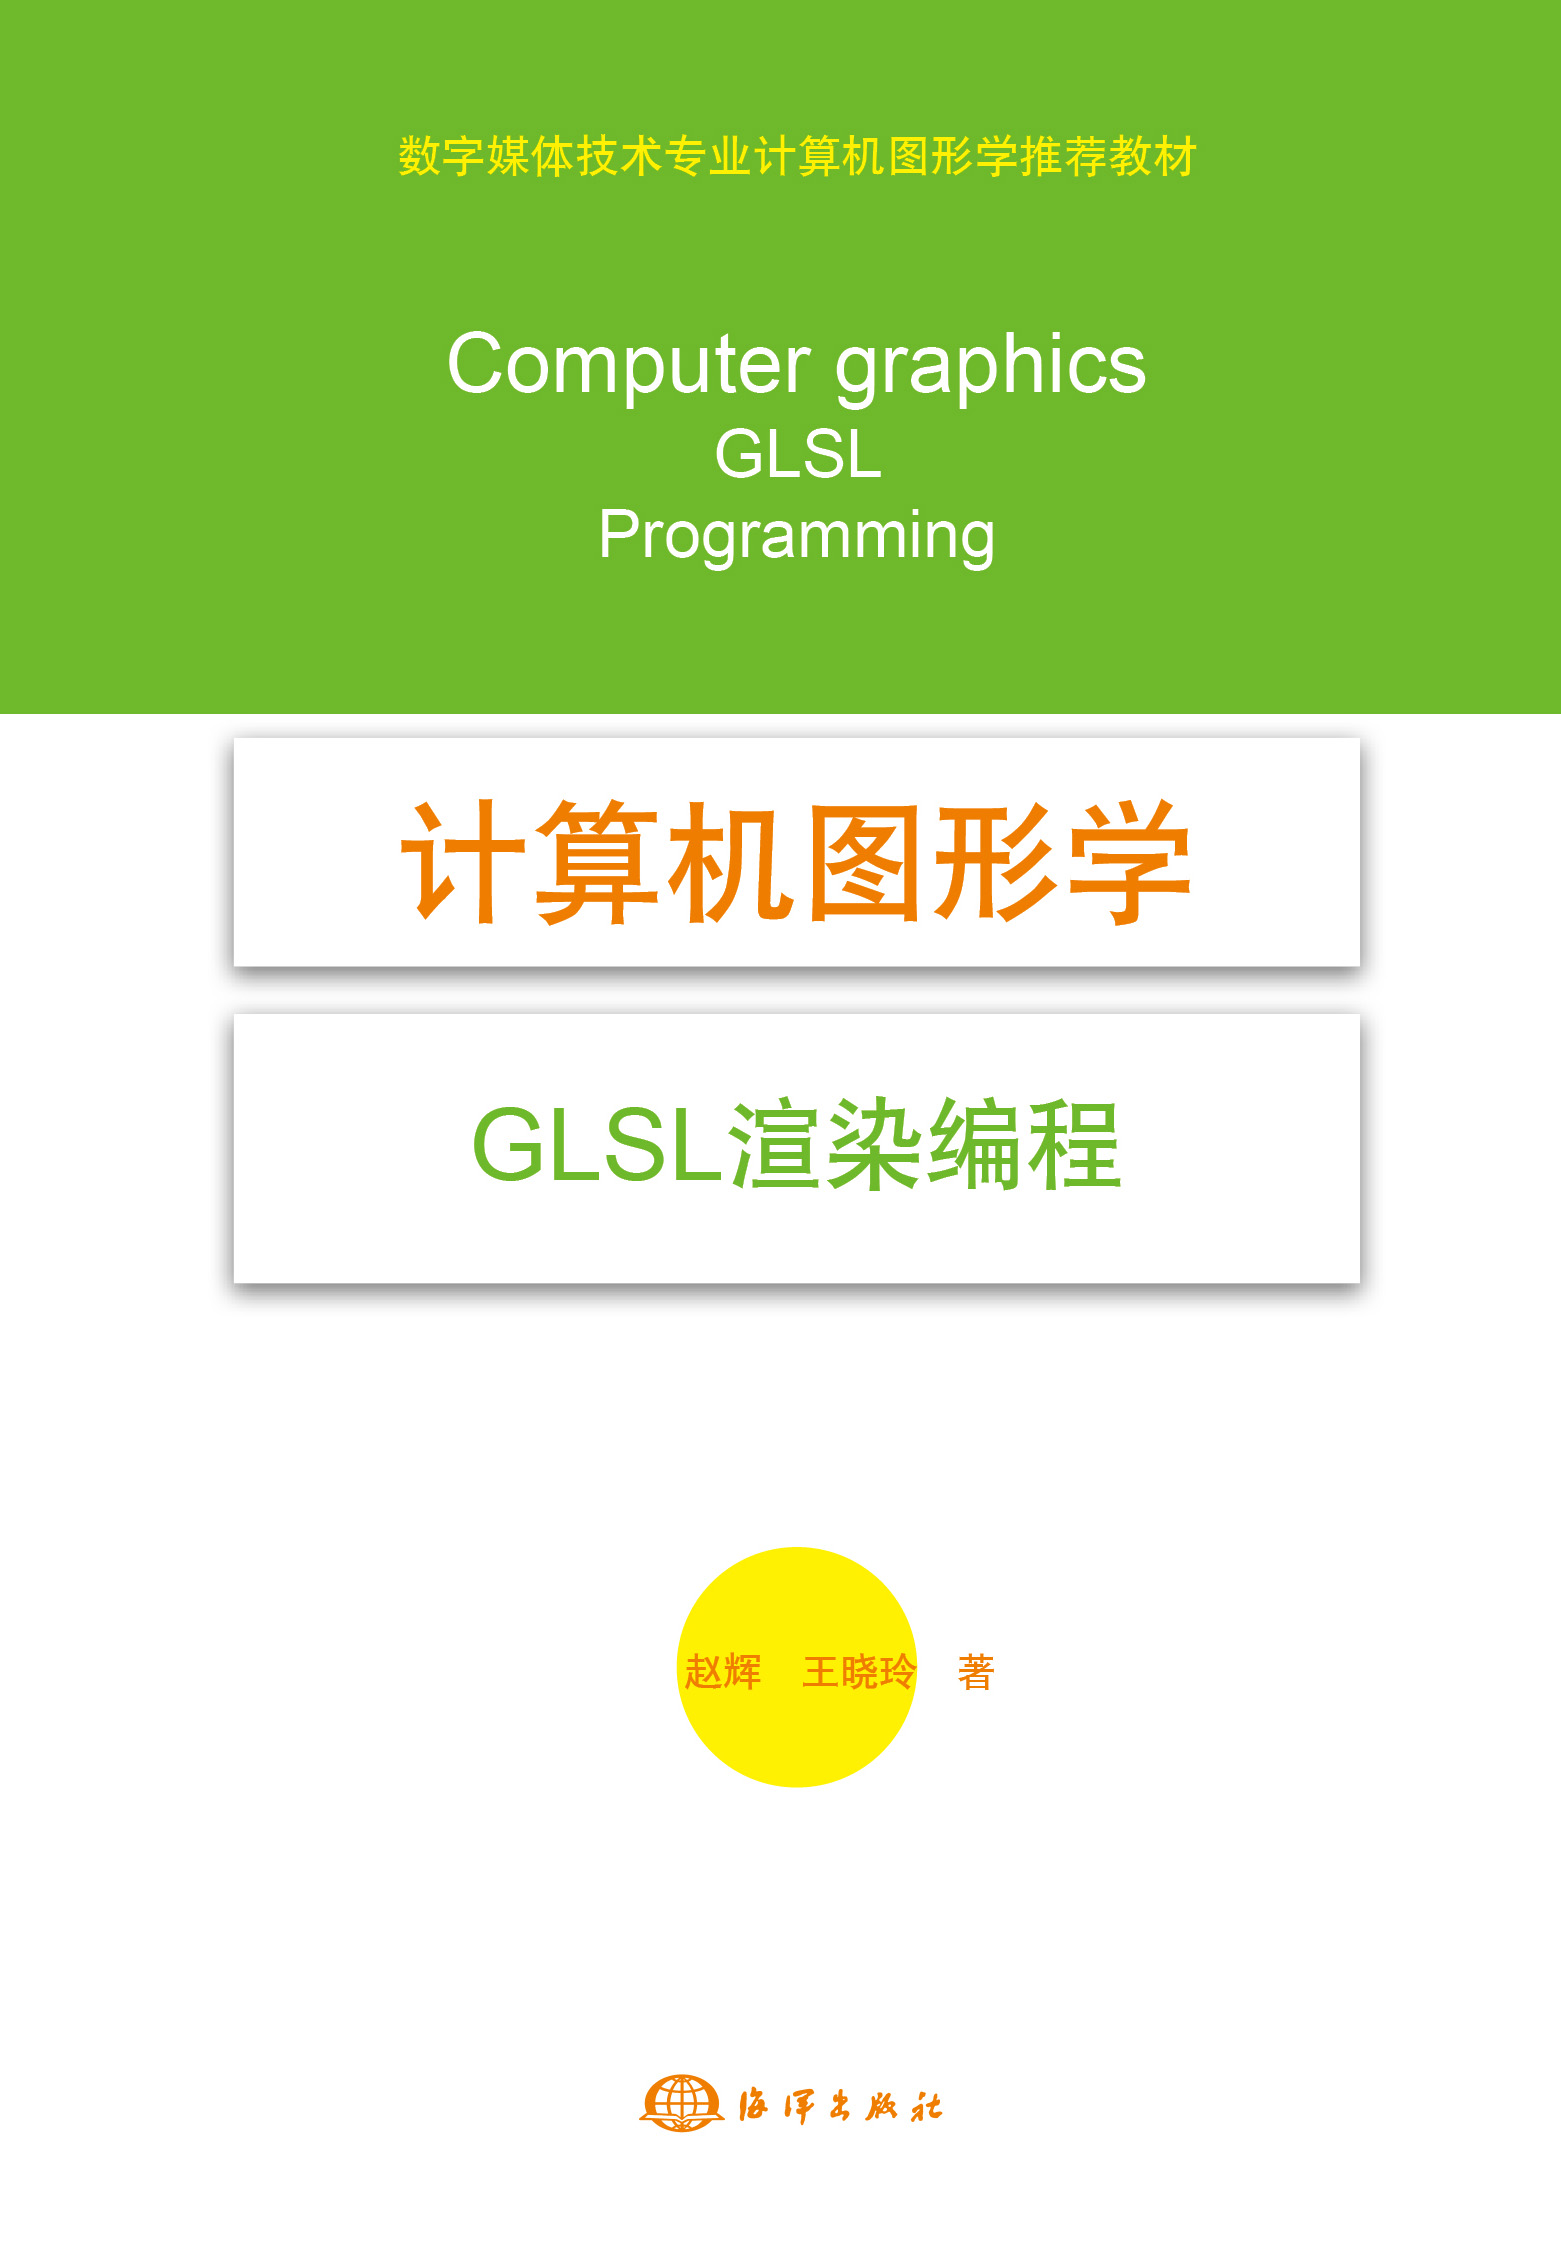 数字媒体技术专业计算机图形学推荐教材
Computer graphics
GLSL
Programming
计算机图形学
GLSL渲染编程
赵辉　王晓玲　著
海洋出版社